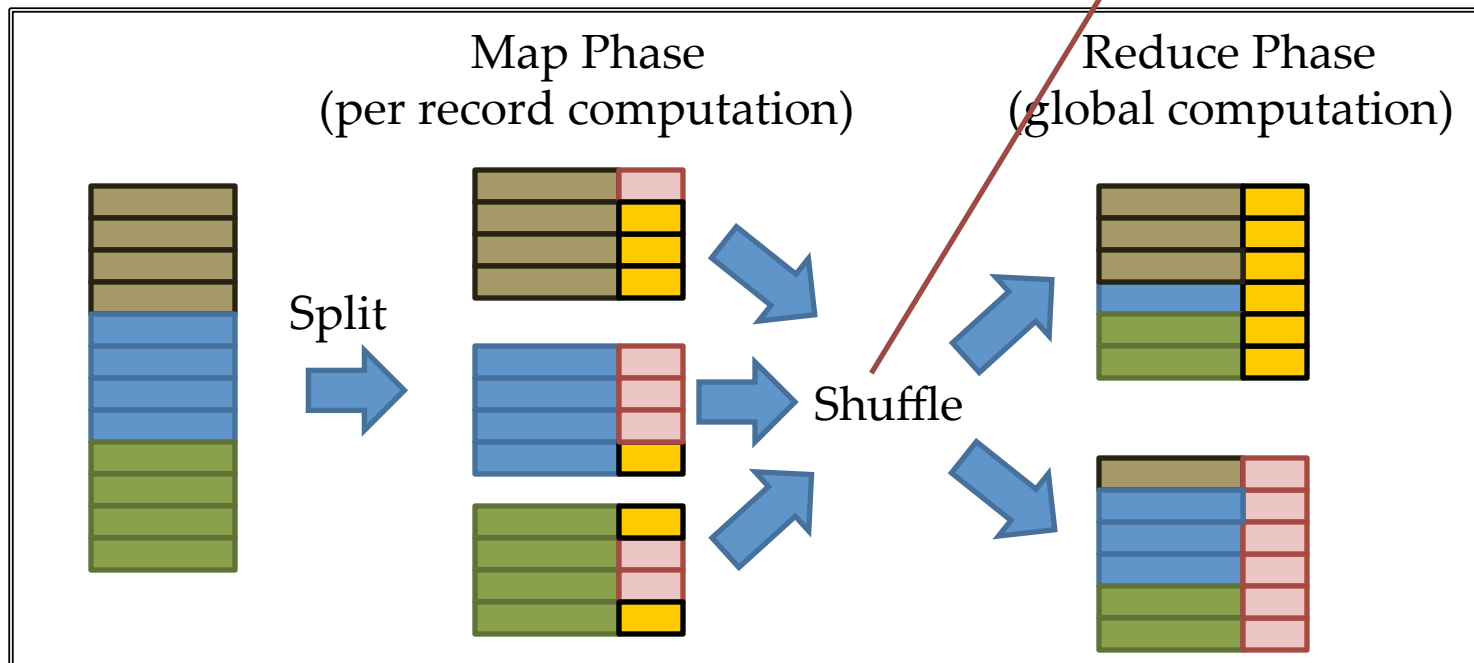 Map Phase
(per record computation)
Reduce Phase
(global computation)
Split
Shuffle